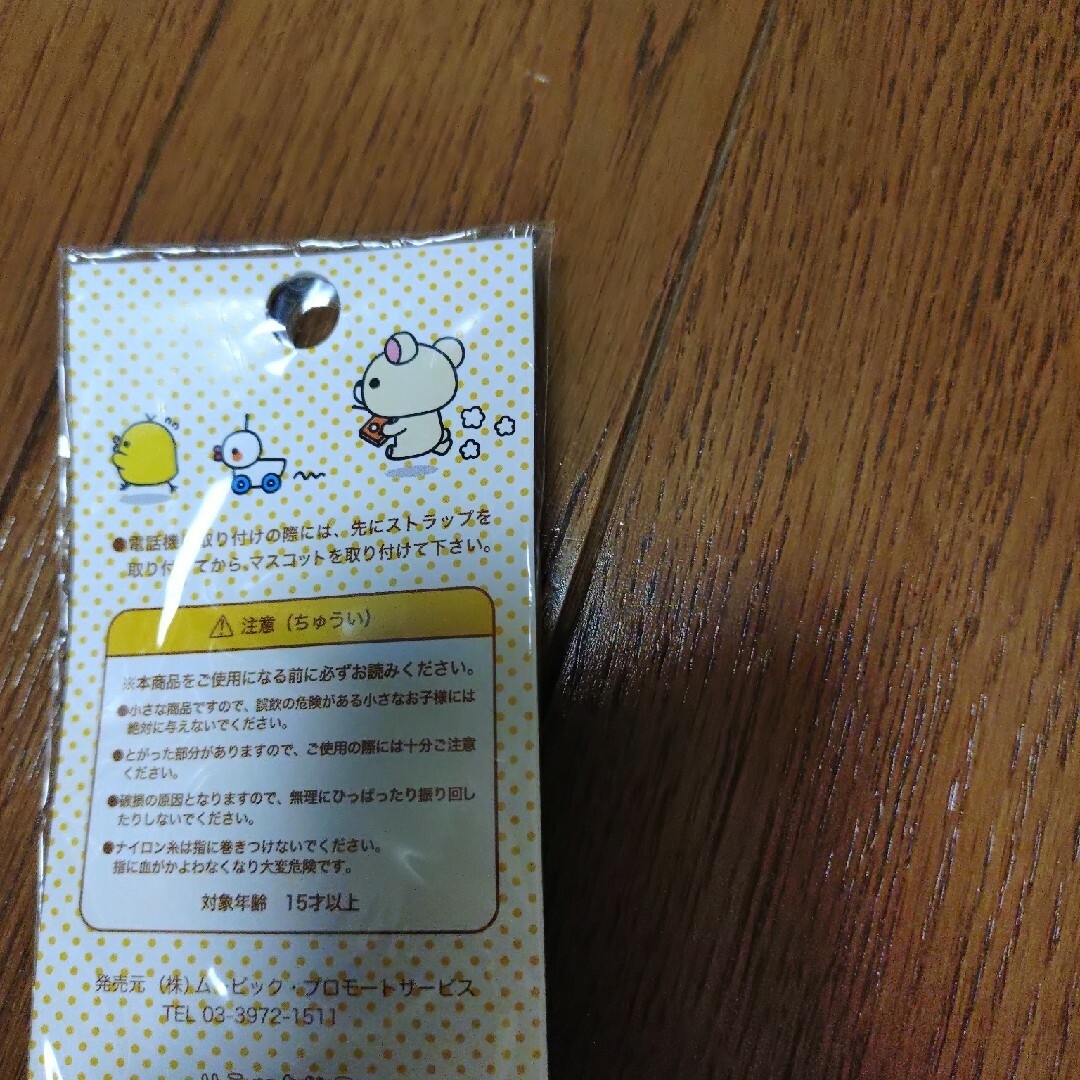 ●電話機 取り付けの際には、先にストラップを
取り付 てから、マスコットを取り付けて下さい。
⚠ 注意（ちゅうい）
※本商品をご使用になる前に必ずお読みください。
●小さな商品ですので、誤飲の危険がある小さなお子様には
絶対に与えないでください。
●とがった部分がありますので、ご使用の際には十分ご注意
ください。
●破損の原因となりますので、無理にひっぱったり振り回し
たりしないでください。
●ナイロン糸は指に巻きつけないでください。
指に血がかよわなくなり大変危険です。
対象年齢 15才以上
発売元（株）ムービック・プロモートサービス
TEL 03-3972-1511